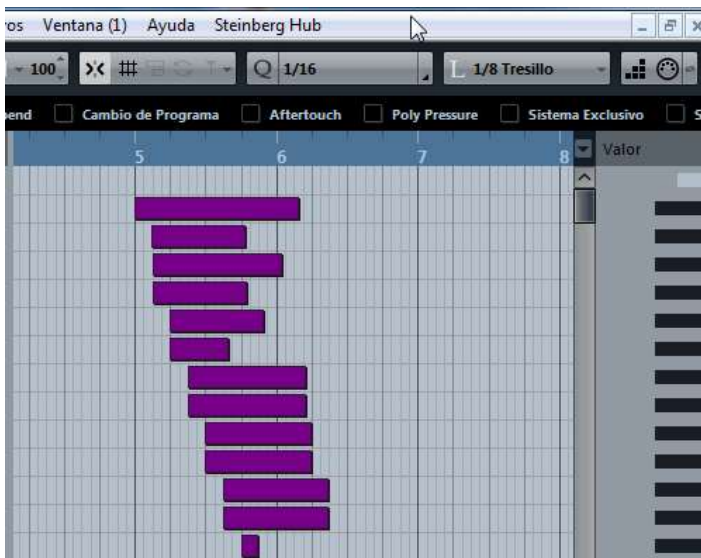 ros Ventana (1) Ayuda Steinberg Hub
100 Q 1/16 L 1/8 Tresillo
end Cambio de Programa Aftertouch Poly Pressure Sistema Exclusivo S
5 6 7 8 Valor